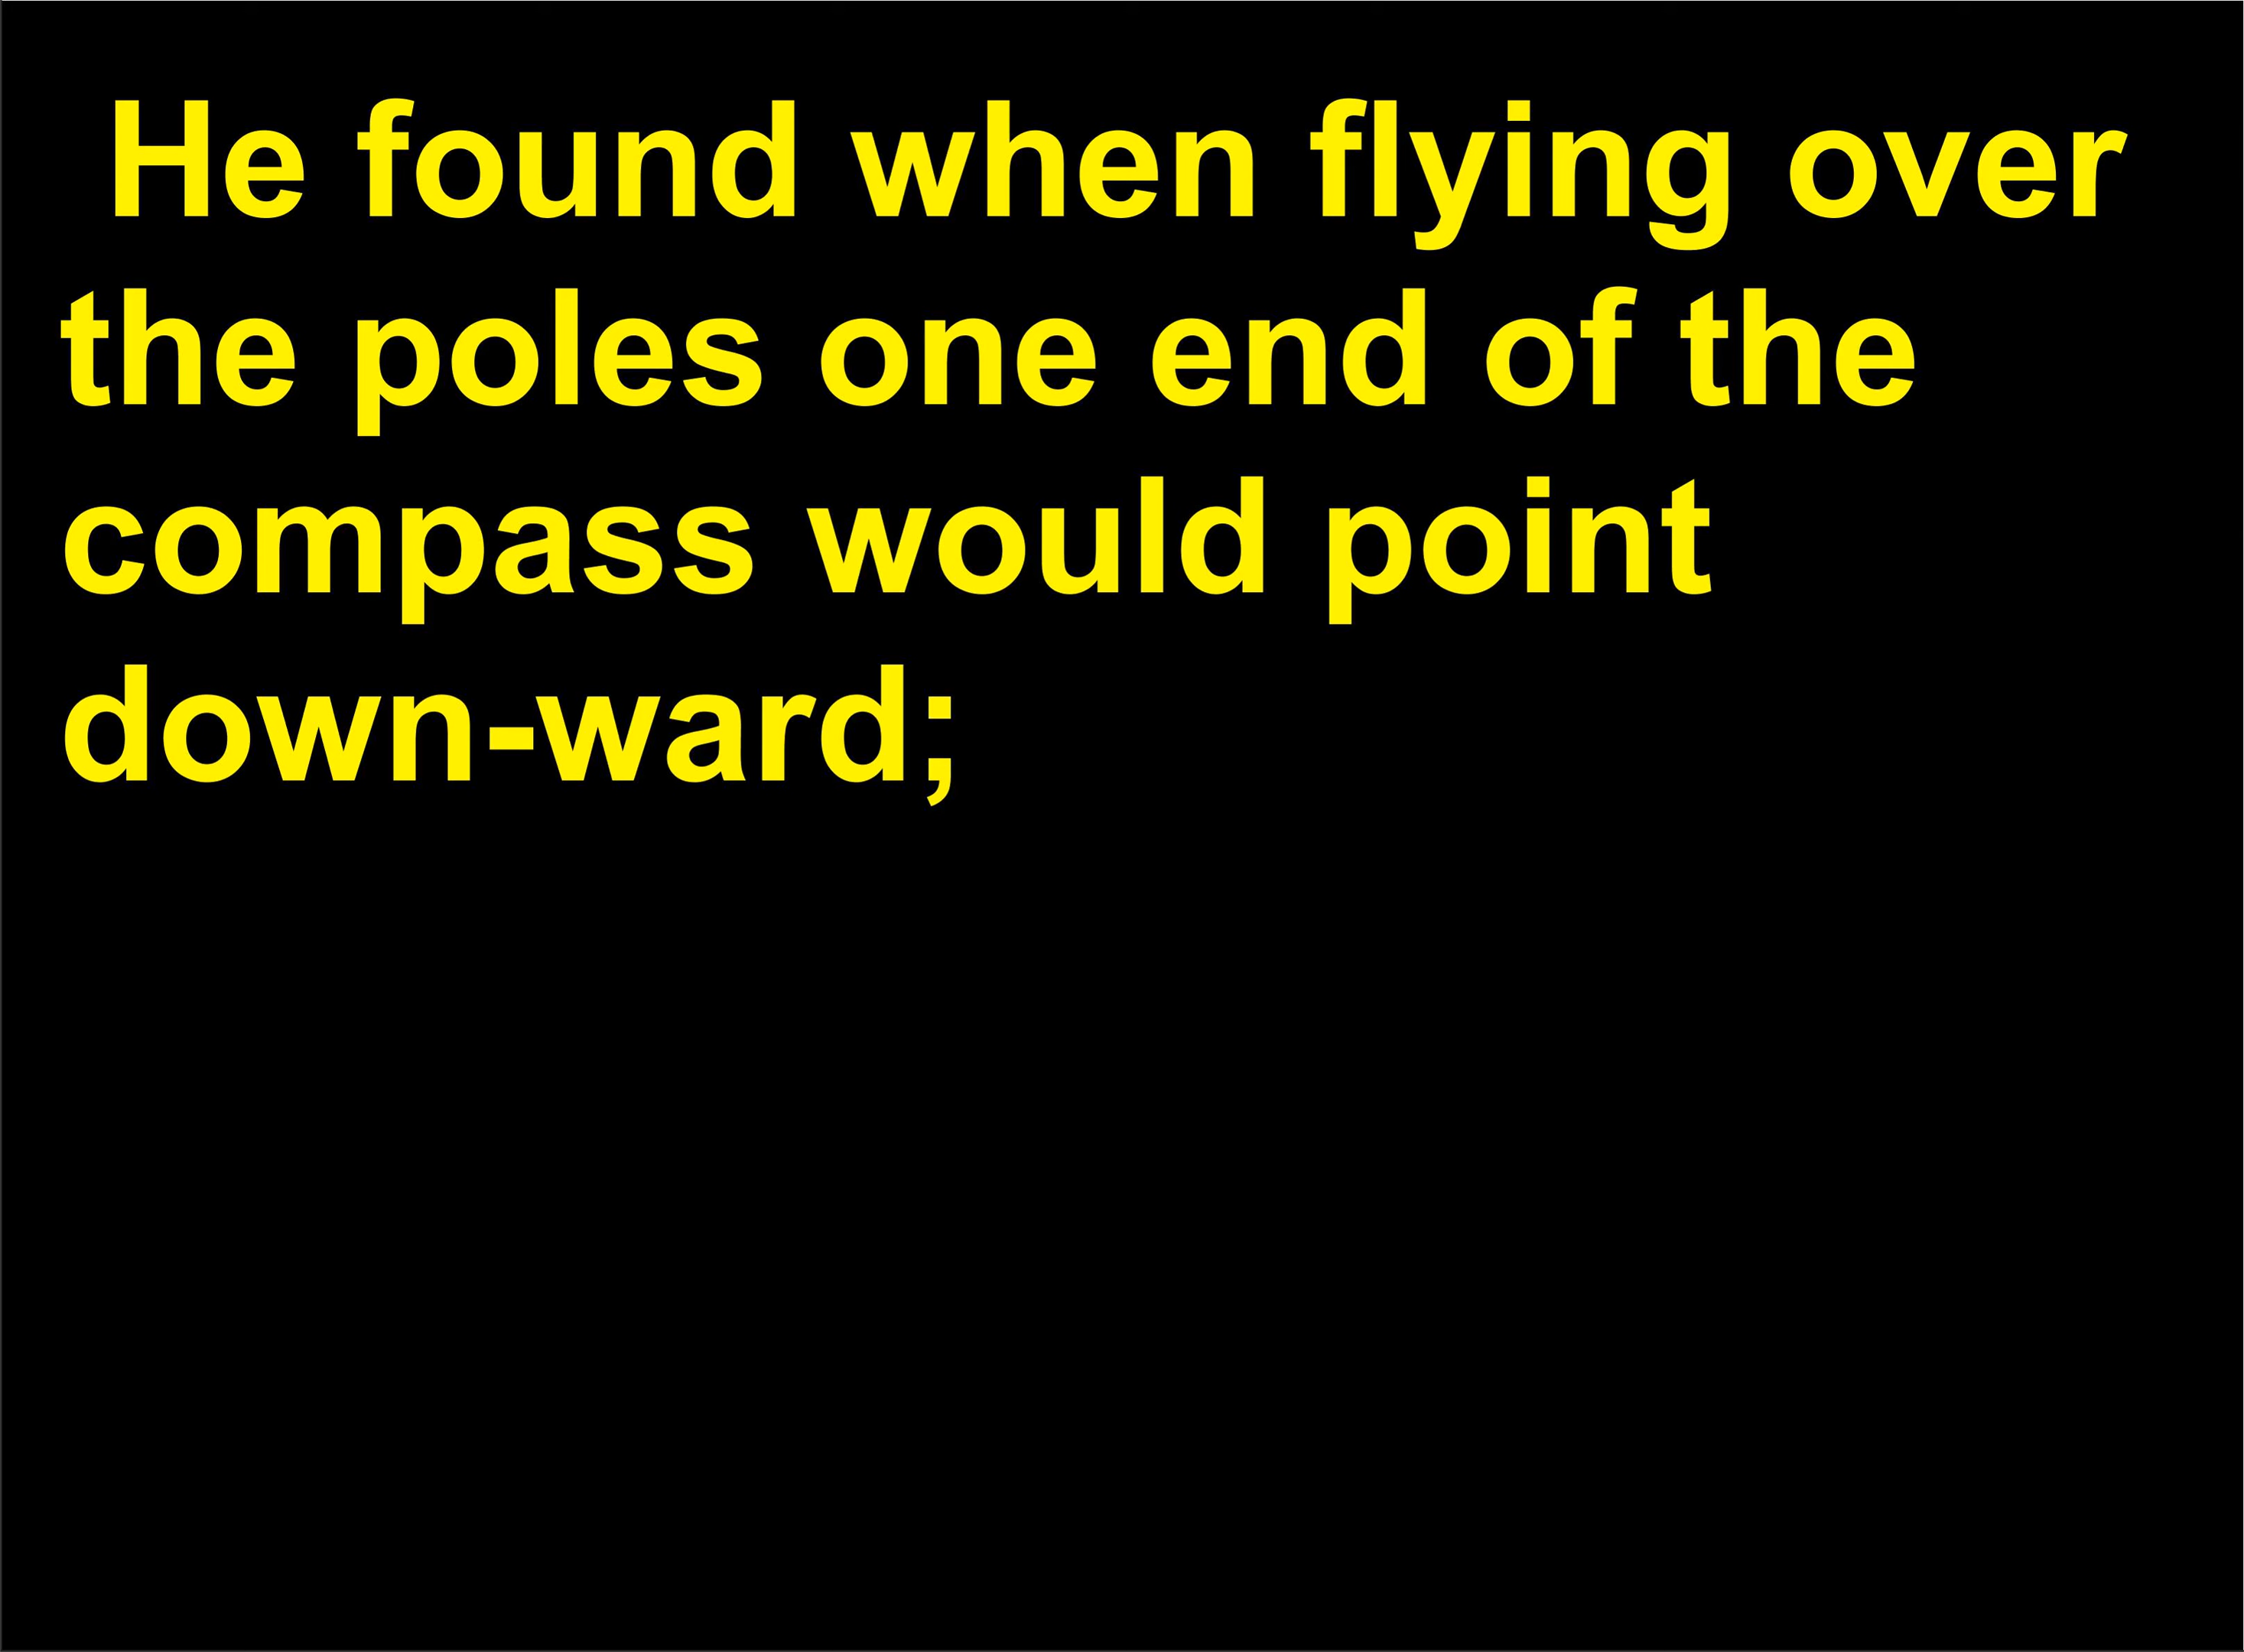 He found when flying over
the poles one end of the
compass would point
down-ward;